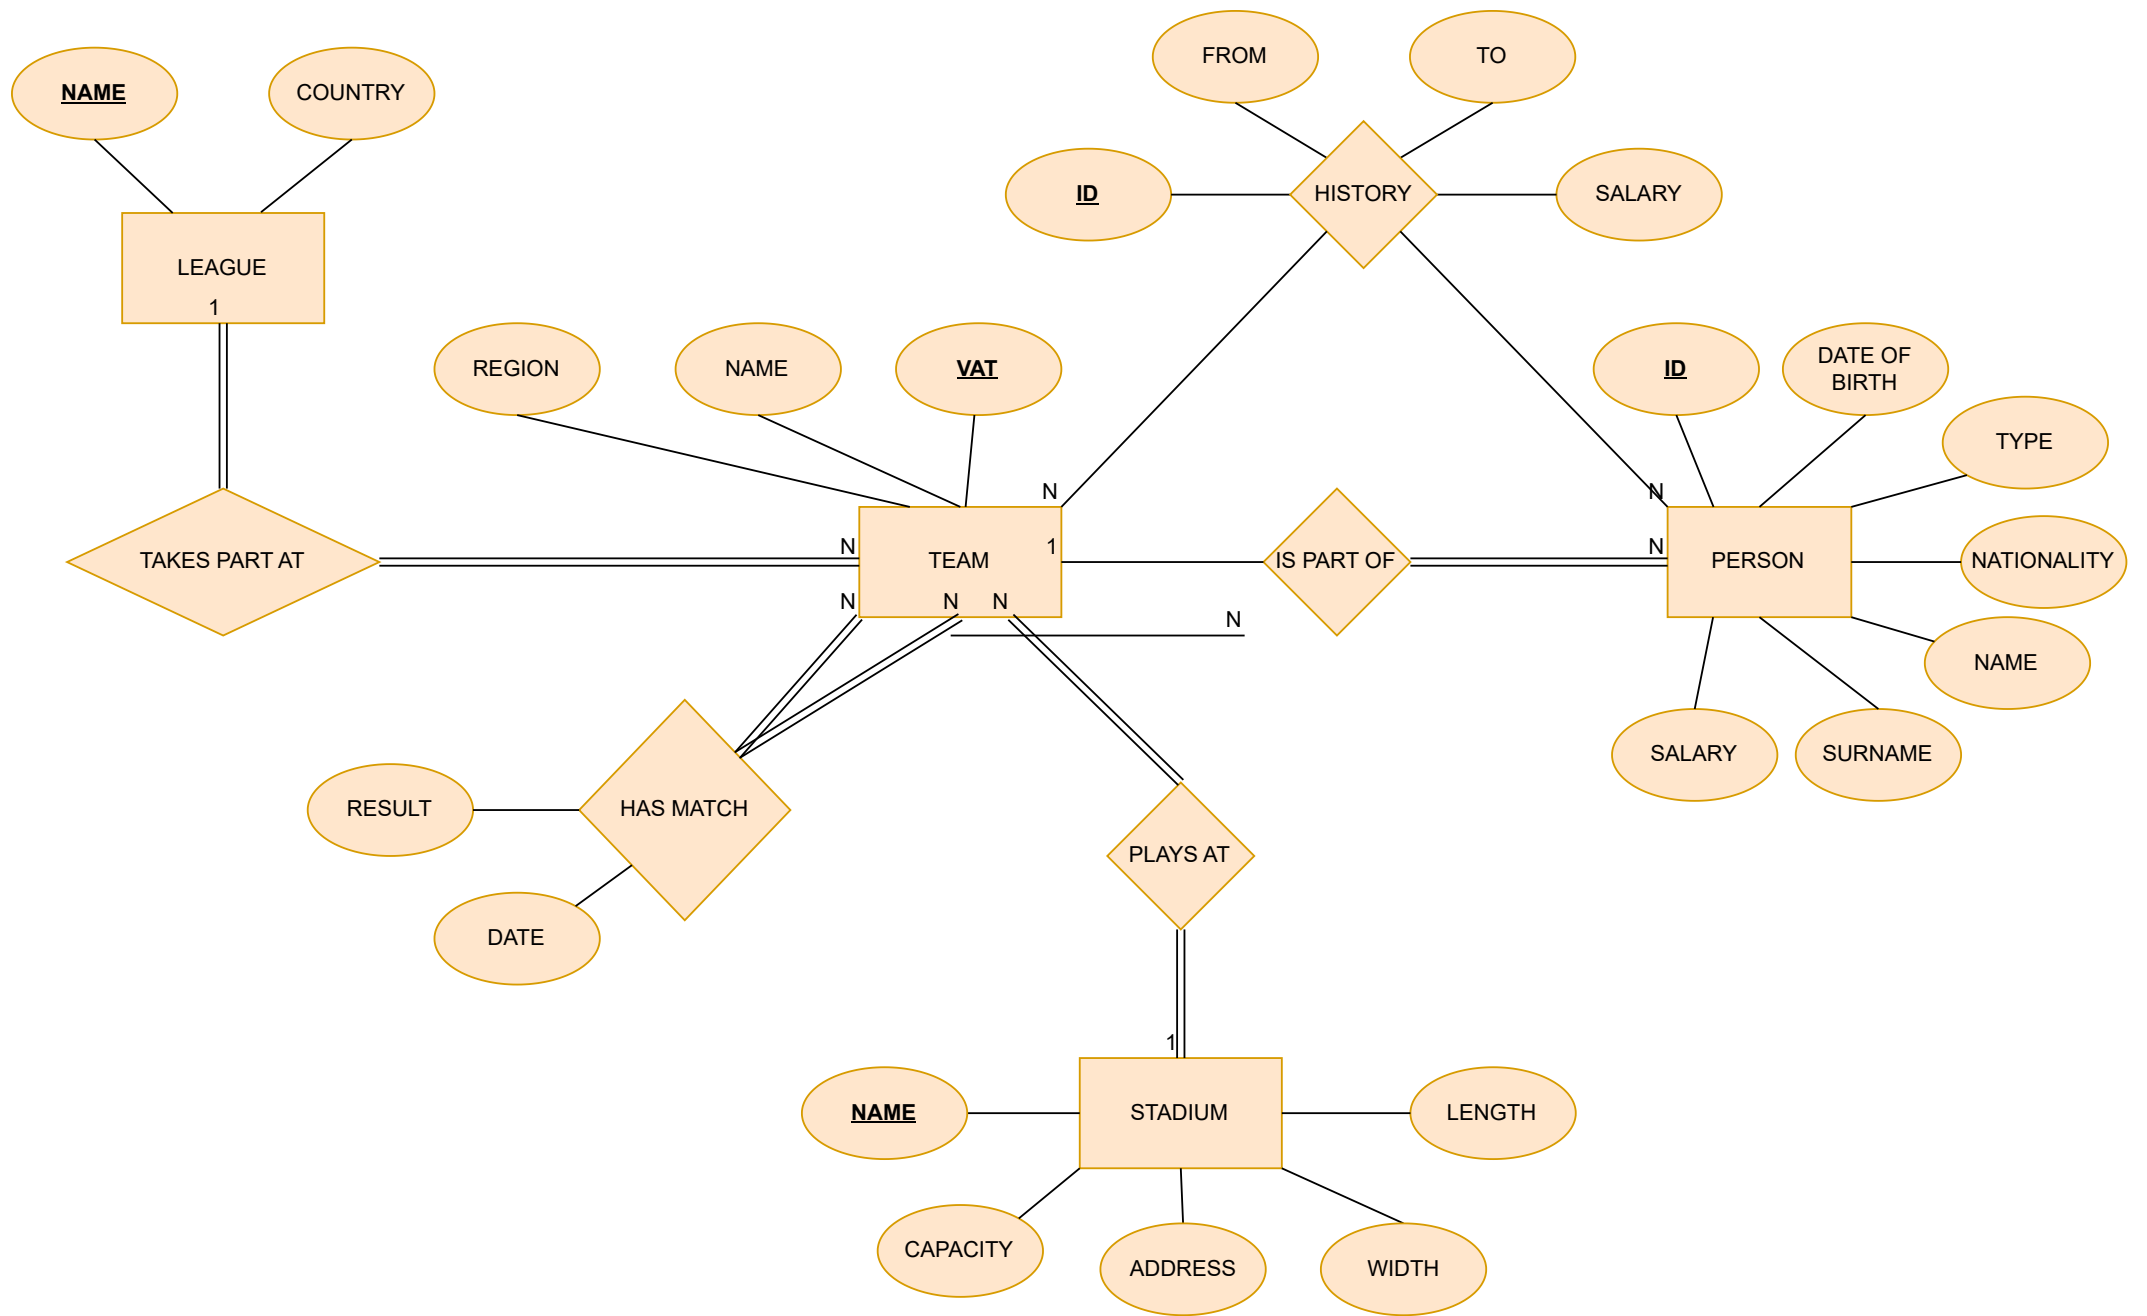 FROM
TO
NAME
COUNTRY
ID
HISTORY
SALARY
LEAGUE
1
REGION
NAME
VAT
ID
DATE OF
BIRTH
TYPE
N
N
TAKES PART AT
N
TEAM
1
IS PART OF
N
PERSON
NATIONALITY
N
N
N
N
NAME
SALARY
SURNAME
RESULT
HAS MATCH
PLAYS AT
DATE
1
NAME
STADIUM
LENGTH
CAPACITY
ADDRESS
WIDTH